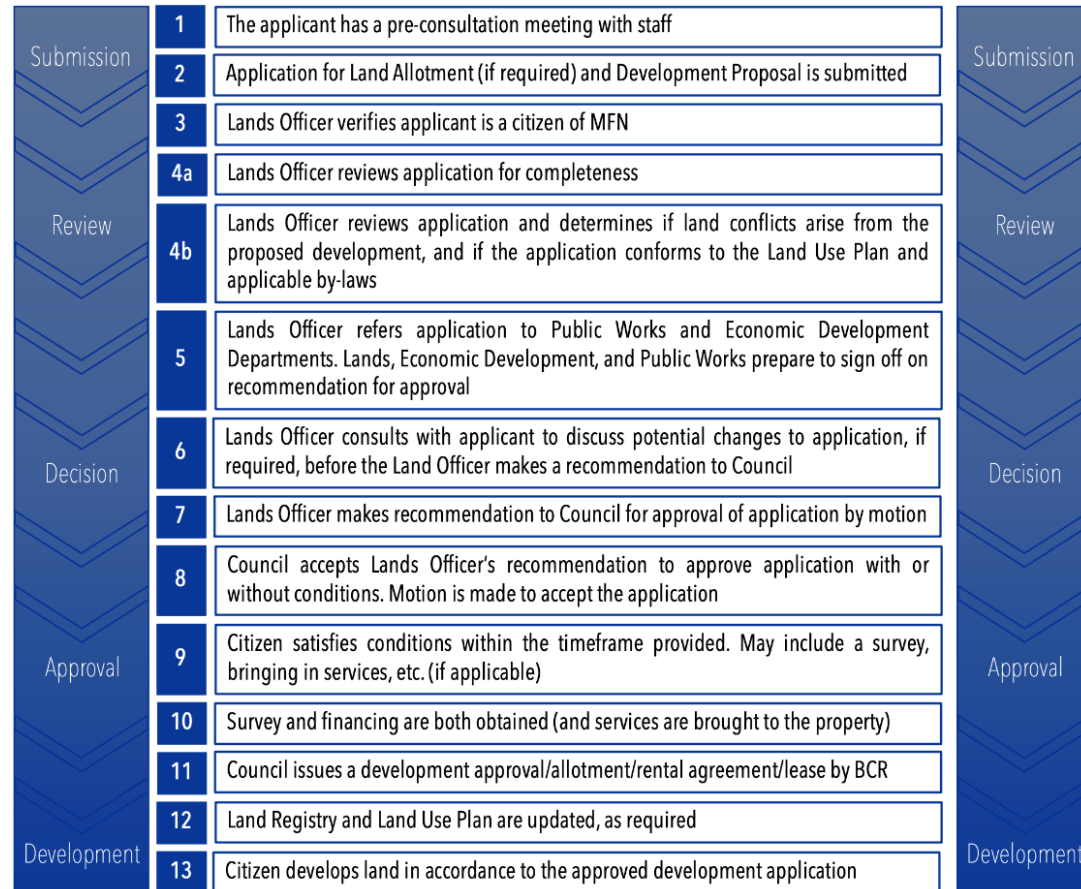 Submission
Review
Decision
Approval
Development
1
The applicant has a pre-consultation meeting with staff
2
Application for Land Allotment (if required) and Development Proposal is submitted
3
Lands Officer verifies applicant is a citizen of MFN
4a
Lands Officer reviews application for completeness
4b
Lands Officer reviews application and determines if land conflicts arise from the
proposed development, and if the application conforms to the Land Use Plan and
applicable by-laws
5
Lands Officer refers application to Public Works and Economic Development
Departments. Lands, Economic Development, and Public Works prepare to sign off on
recommendation for approval
6
Lands Officer consults with applicant to discuss potential changes to application, if
required, before the Land Officer makes a recommendation to Council
7
Lands Officer makes recommendation to Council for approval of application by motion
8
Council accepts Lands Officer's recommendation to approve application with or
without conditions. Motion is made to accept the application
9
Citizen satisfies conditions within the timeframe provided. May include a survey,
bringing in services, etc. (if applicable)
10
Survey and financing are both obtained (and services are brought to the property)
11
Council issues a development approval/allotment/rental agreement/lease by BCR
12
Land Registry and Land Use Plan are updated, as required
13
Citizen develops land in accordance to the approved development application
Submission
Review
Decision
Approval
Development